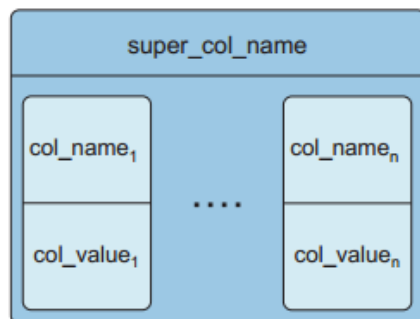 super_col_name
col_name₁ col_nameₙ
....
col_value₁ col_valueₙ